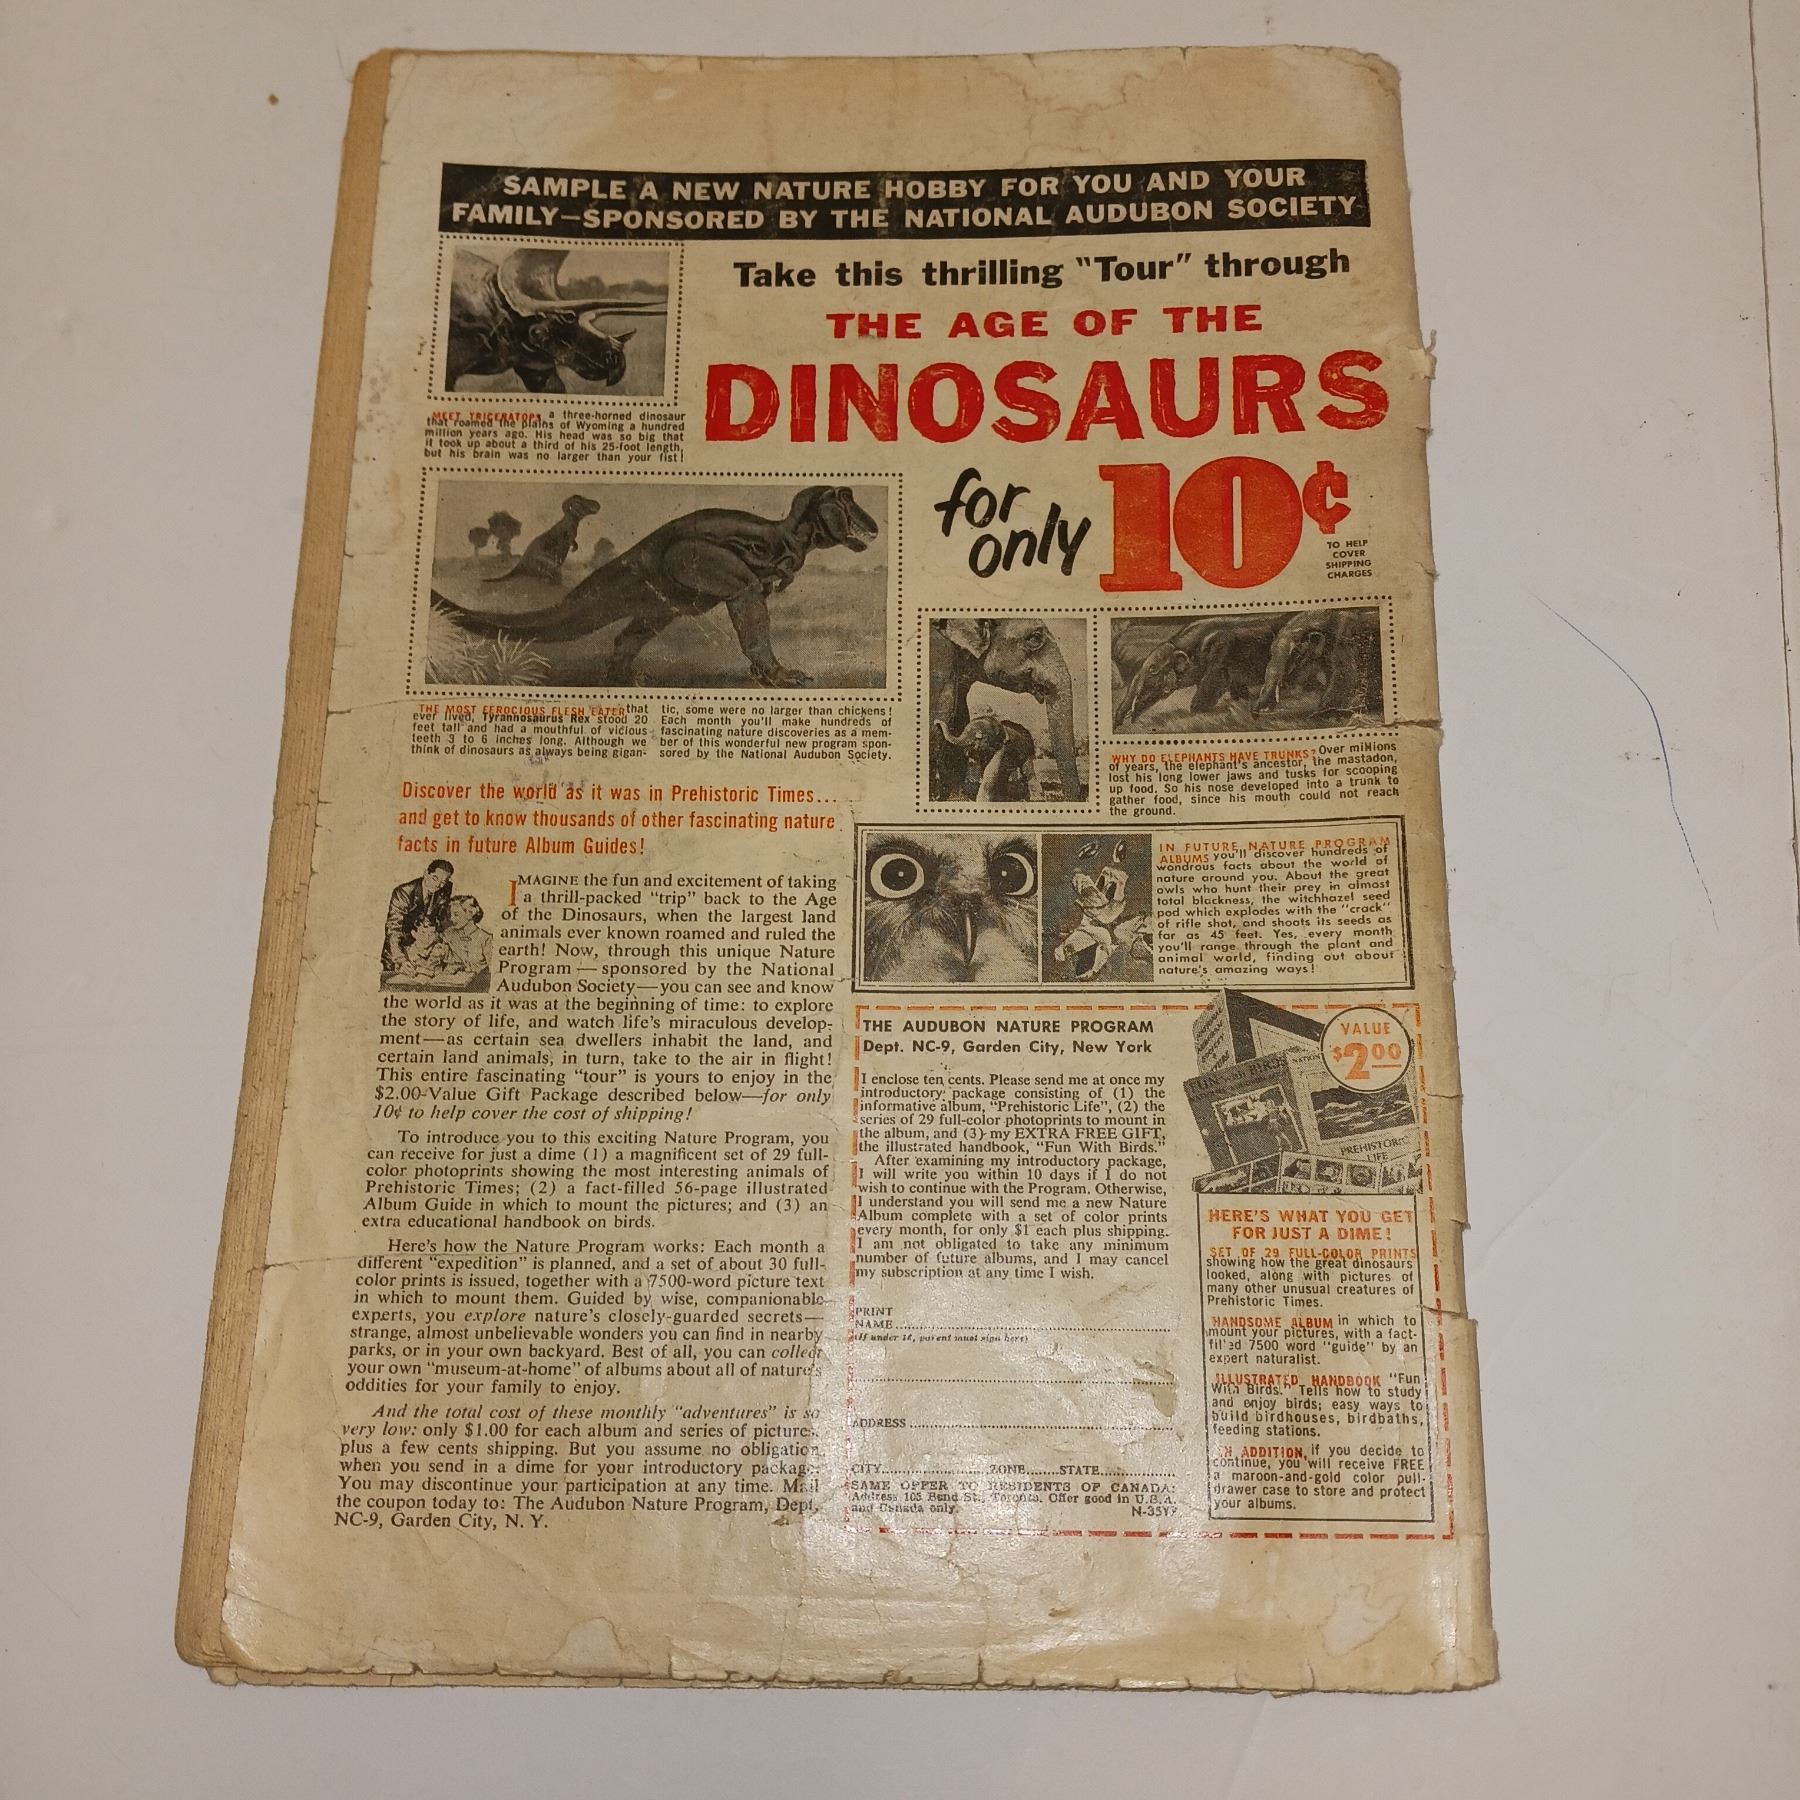 SAMPLE A NEW NATURE HOBBY FOR YOU AND YOUR
FAMILY—SPONSORED BY THE NATIONAL AUDUBON SOCIETY
Take this thrilling "Tour" through
THE AGE OF THE
DINOSAURS
for
only
10¢
TO HELP
COVER
SHIPPING
CHARGES
MEET TRICERATOPS a three-horned dinosaur
that roamed the plains of Wyoming a hundred
million years ago. His head was so big that
it took up about a third of his 25-foot length,
but his brain was no larger than your fist!
THE MOST FEROCIOUS FLESH EATER that
ever lived, Tyrannosaurus Rex stood 20
feet tall and had a mouthful of vicious
teeth 3 to 6 inches long. Although we
think of dinosaurs as always being gigan-
tic, some were no larger than chickens!
Each month you'll make hundreds of
fascinating nature discoveries as a mem-
ber of this wonderful new program spon-
sored by the National Audubon Society.
WHY DO ELEPHANTS HAVE TRUNKS? Over millions
of years, the elephant's ancestor, the mastadon,
lost his long lower jaws and tusks for scooping
up food. So his nose developed into a trunk to
gather food, since his mouth could not reach
the ground.
Discover the world as it was in Prehistoric Times...
and get to know thousands of other fascinating nature
facts in future Album Guides!
IMAGINE the fun and excitement of taking
a thrill-packed "trip" back to the Age
of the Dinosaurs, when the largest land
animals ever known roamed and ruled the
earth! Now, through this unique Nature
Program — sponsored by the National
Audubon Society—you can see and know
the world as it was at the beginning of time: to explore
the story of life, and watch life's miraculous develop-
ment—as certain sea dwellers inhabit the land, and
certain land animals, in turn, take to the air in flight!
This entire fascinating "tour" is yours to enjoy in the
$2.00-Value Gift Package described below—for only
10¢ to help cover the cost of shipping!
To introduce you to this exciting Nature Program, you
can receive for just a dime (1) a magnificent set of 29 full-
color photoprints showing the most interesting animals of
Prehistoric Times; (2) a fact-filled 56-page illustrated
Album Guide in which to mount the pictures; and (3) an
extra educational handbook on birds.
Here's how the Nature Program works: Each month a
different "expedition" is planned, and a set of about 30 full-
color prints is issued, together with a 7500-word picture text
in which to mount them. Guided by wise, companionable
experts, you explore nature's closely-guarded secrets—
strange, almost unbelievable wonders you can find in nearby
parks, or in your own backyard. Best of all, you can collect
your own "museum-at-home" of albums about all of nature's
oddities for your family to enjoy.
And the total cost of these monthly "adventures" is so
very low: only $1.00 for each album and series of pictures,
plus a few cents shipping. But you assume no obligation
when you send in a dime for your introductory package.
You may discontinue your participation at any time. Mail
the coupon today to: The Audubon Nature Program, Dept.
NC-9, Garden City, N. Y.
IN FUTURE NATURE PROGRAM
ALBUMS you'll discover hundreds of
wondrous facts about the world of
nature around you. About the great
owls who hunt their prey in almost
total blackness, the witchhazel seed
pod which explodes with the "crack"
of rifle shot, and shoots its seeds as
far as 45 feet. Yes, every month
you'll range through the plant and
animal world, finding out about
nature's amazing ways!
THE AUDUBON NATURE PROGRAM
Dept. NC-9, Garden City, New York
I enclose ten cents. Please send me at once my
introductory package consisting of (1) the
informative album, "Prehistoric Life", (2) the
series of 29 full-color photoprints to mount in
the album, and (3) my EXTRA FREE GIFT,
the illustrated handbook, "Fun With Birds."
After examining my introductory package,
I will write you within 10 days if I do not
wish to continue with the Program. Otherwise,
I understand you will send me a new Nature
Album complete with a set of color prints
every month, for only $1 each plus shipping.
I am not obligated to take any minimum
number of future albums, and I may cancel
my subscription at any time I wish.
PRINT
NAME
(If under 14, parent must sign here)
ADDRESS
CITY ZONE STATE
SAME OFFER TO RESIDENTS OF CANADA:
Address 105 Bond St., Toronto. Offer good in U.S.A.
and Canada only.
VALUE
$2.00
FUN with BIRDS
PREHISTORIC
LIFE
HERE'S WHAT YOU GET
FOR JUST A DIME!
SET OF 29 FULL-COLOR PRINTS
showing how the great dinosaurs
looked, along with pictures of
many other unusual creatures of
Prehistoric Times.
HANDSOME ALBUM in which to
mount your pictures, with a fact-
filled 7500 word "guide" by an
expert naturalist.
ILLUSTRATED HANDBOOK "Fun
With Birds." Tells how to study
and enjoy birds; easy ways to
build birdhouses, birdbaths,
feeding stations.
IN ADDITION, if you decide to
continue, you will receive FREE
a maroon-and-gold color pull-
drawer case to store and protect
your albums.